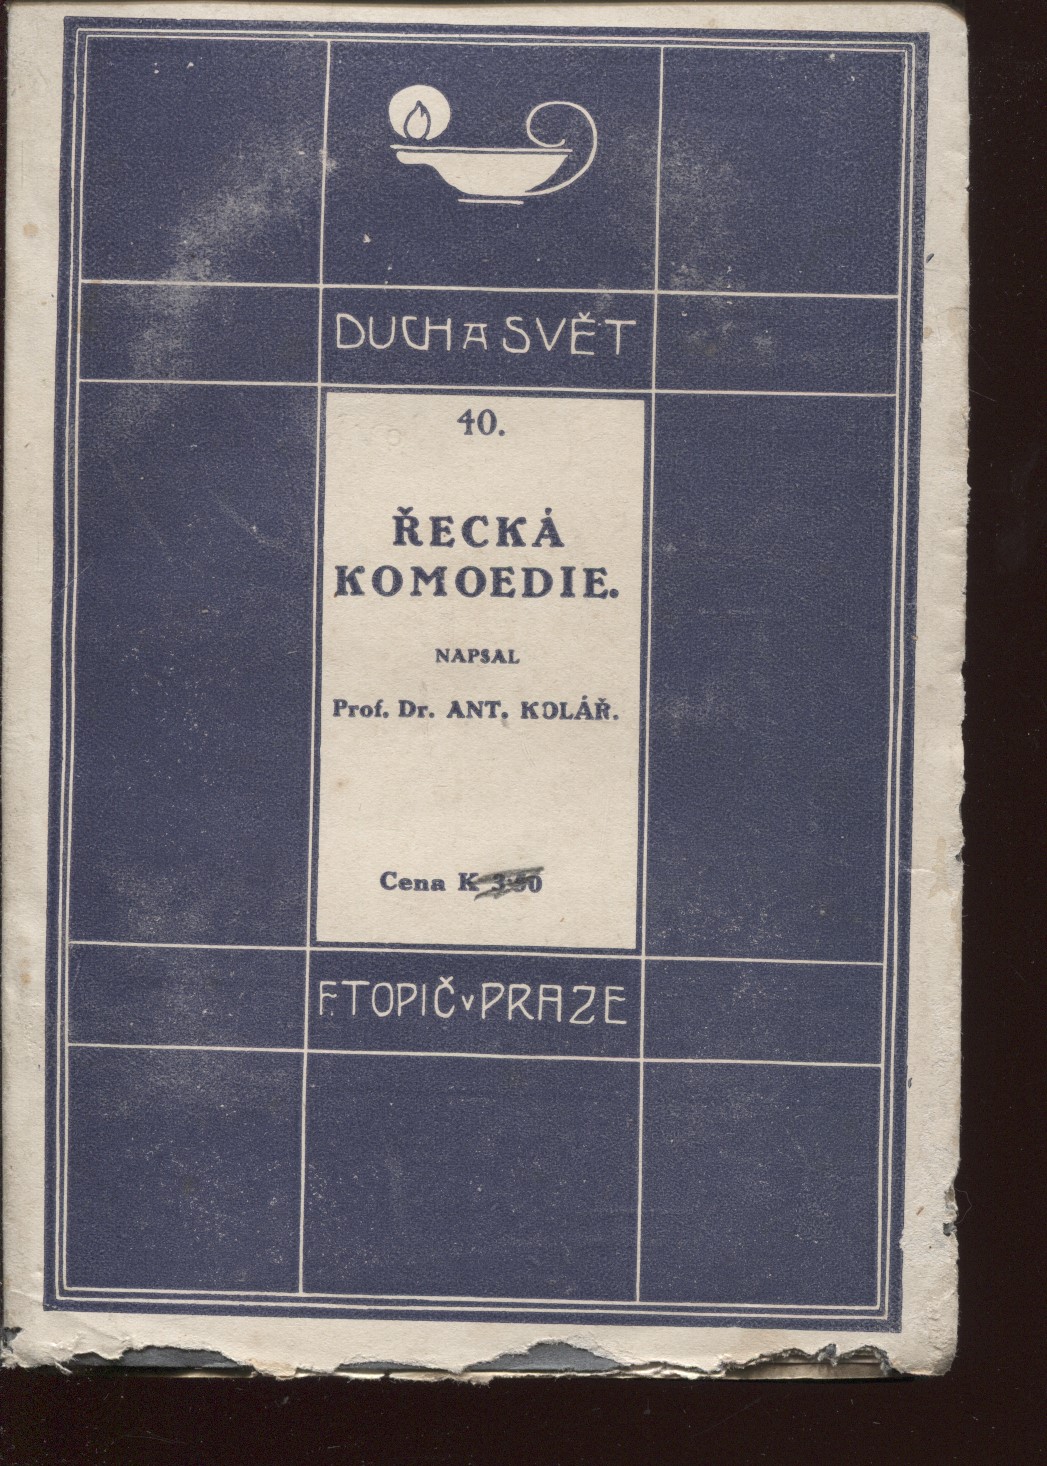 DUCH A SVĚT
40.
ŘECKÁ
KOMOEDIE.
NAPSAL
Prof. Dr. ANT. KOLÁŘ.
Cena K
F. TOPIČ v PRAZE